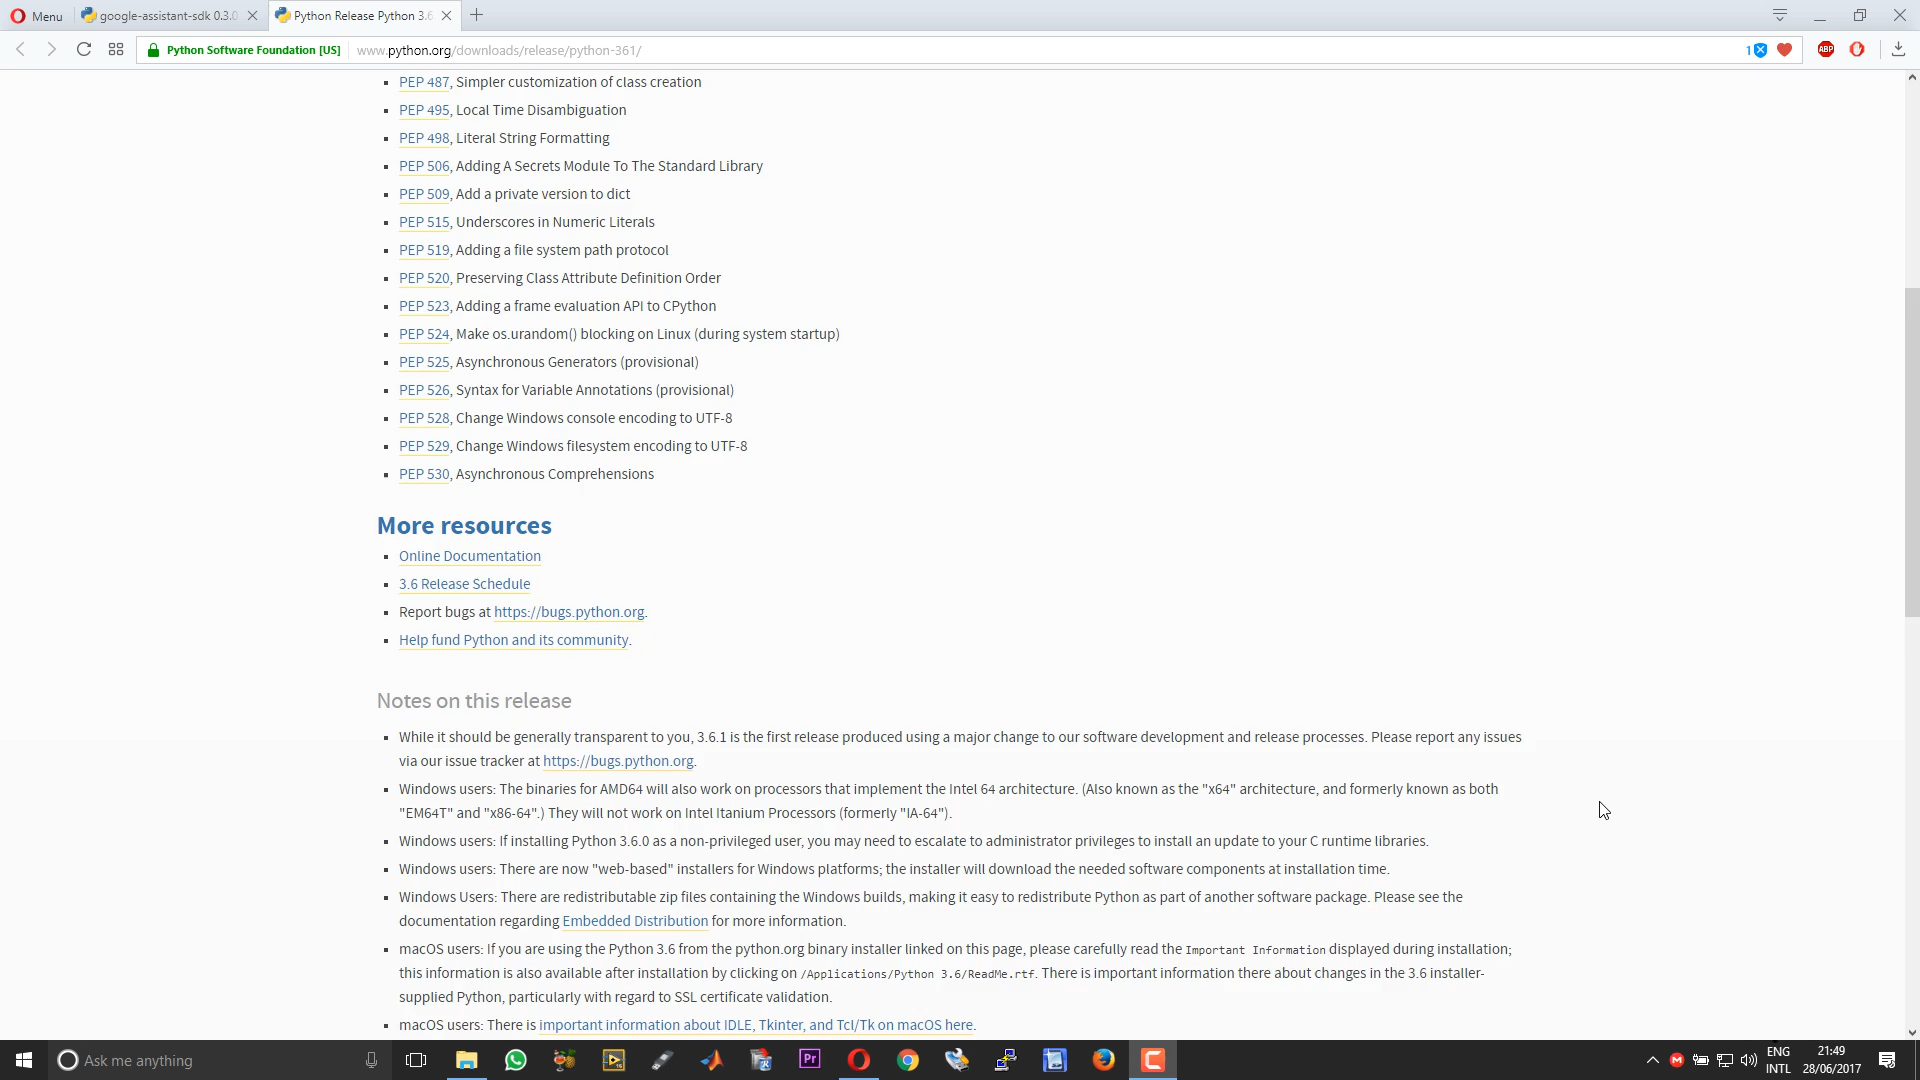 Menu
google-assistant-sdk 0.3.0
Python Release Python 3.6
Python Software Foundation [US]
www.python.org/downloads/release/python-361/
1
ABP
PEP 487, Simpler customization of class creation
PEP 495, Local Time Disambiguation
PEP 498, Literal String Formatting
PEP 506, Adding A Secrets Module To The Standard Library
PEP 509, Add a private version to dict
PEP 515, Underscores in Numeric Literals
PEP 519, Adding a file system path protocol
PEP 520, Preserving Class Attribute Definition Order
PEP 523, Adding a frame evaluation API to CPython
PEP 524, Make os.urandom() blocking on Linux (during system startup)
PEP 525, Asynchronous Generators (provisional)
PEP 526, Syntax for Variable Annotations (provisional)
PEP 528, Change Windows console encoding to UTF-8
PEP 529, Change Windows filesystem encoding to UTF-8
PEP 530, Asynchronous Comprehensions
More resources
Online Documentation
3.6 Release Schedule
Report bugs at https://bugs.python.org.
Help fund Python and its community.
Notes on this release
While it should be generally transparent to you, 3.6.1 is the first release produced using a major change to our software development and release processes. Please report any issues
via our issue tracker at https://bugs.python.org.
Windows users: The binaries for AMD64 will also work on processors that implement the Intel 64 architecture. (Also known as the "x64" architecture, and formerly known as both
"EM64T" and "x86-64".) They will not work on Intel Itanium Processors (formerly "IA-64").
Windows users: If installing Python 3.6.0 as a non-privileged user, you may need to escalate to administrator privileges to install an update to your C runtime libraries.
Windows users: There are now "web-based" installers for Windows platforms; the installer will download the needed software components at installation time.
Windows Users: There are redistributable zip files containing the Windows builds, making it easy to redistribute Python as part of another software package. Please see the
documentation regarding Embedded Distribution for more information.
macOS users: If you are using the Python 3.6 from the python.org binary installer linked on this page, please carefully read the Important Information displayed during installation;
this information is also available after installation by clicking on /Applications/Python 3.6/ReadMe.rtf. There is important information there about changes in the 3.6 installer-
supplied Python, particularly with regard to SSL certificate validation.
macOS users: There is important information about IDLE, Tkinter, and Tcl/Tk on macOS here.
Ask me anything
Pr
ENG
INTL
21:49
28/06/2017